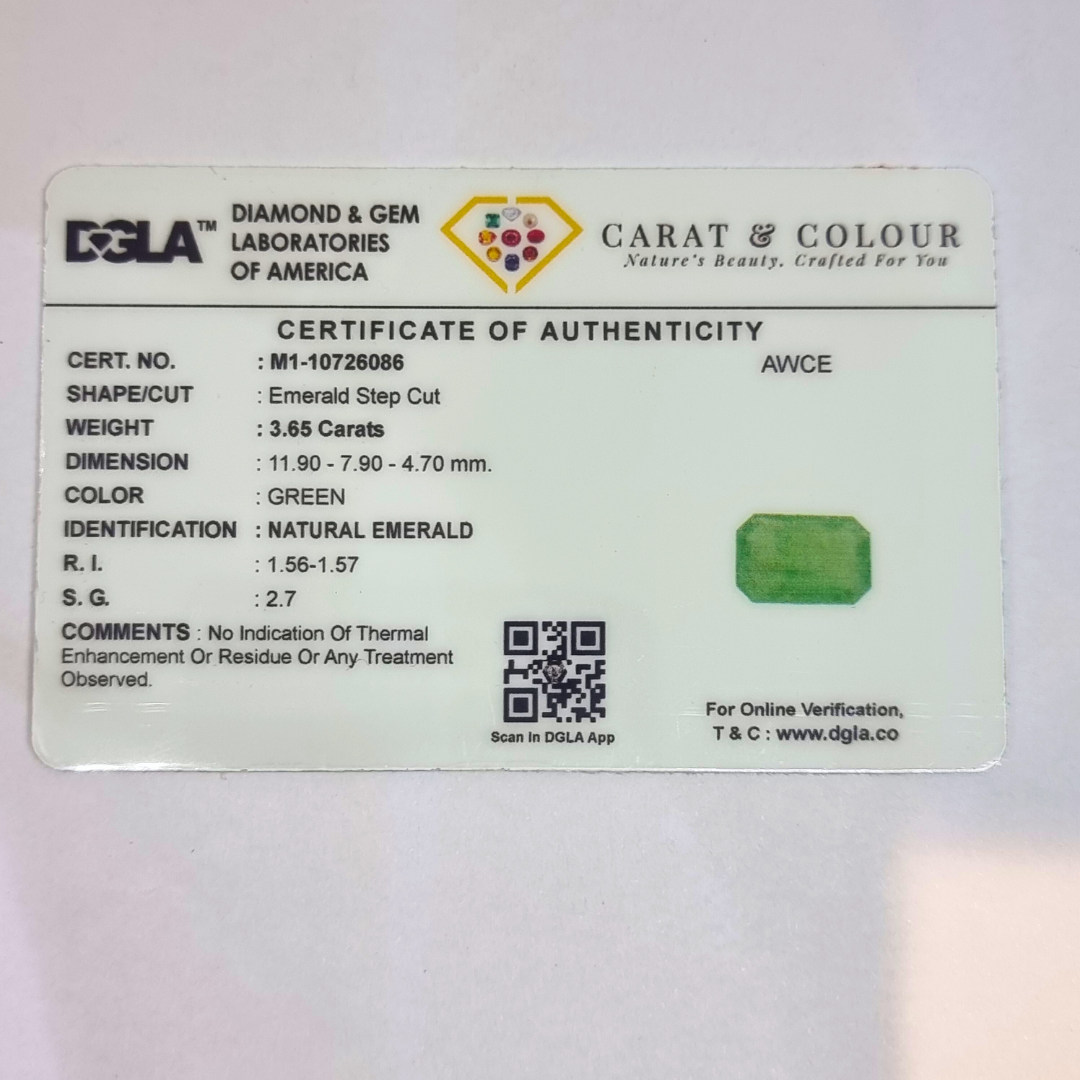 DGLA™
DIAMOND & GEM
LABORATORIES
OF AMERICA
CARAT & COLOUR
Nature's Beauty. Crafted For You
CERTIFICATE OF AUTHENTICITY
CERT. NO. : M1-10726086
AWCE
SHAPE/CUT : Emerald Step Cut
WEIGHT : 3.65 Carats
DIMENSION : 11.90 - 7.90 - 4.70 mm.
COLOR : GREEN
IDENTIFICATION : NATURAL EMERALD
R. I. : 1.56-1.57
S. G. : 2.7
COMMENTS : No Indication Of Thermal
Enhancement Or Residue Or Any Treatment
Observed.
Scan in DGLA App
For Online Verification,
T & C : www.dgla.co